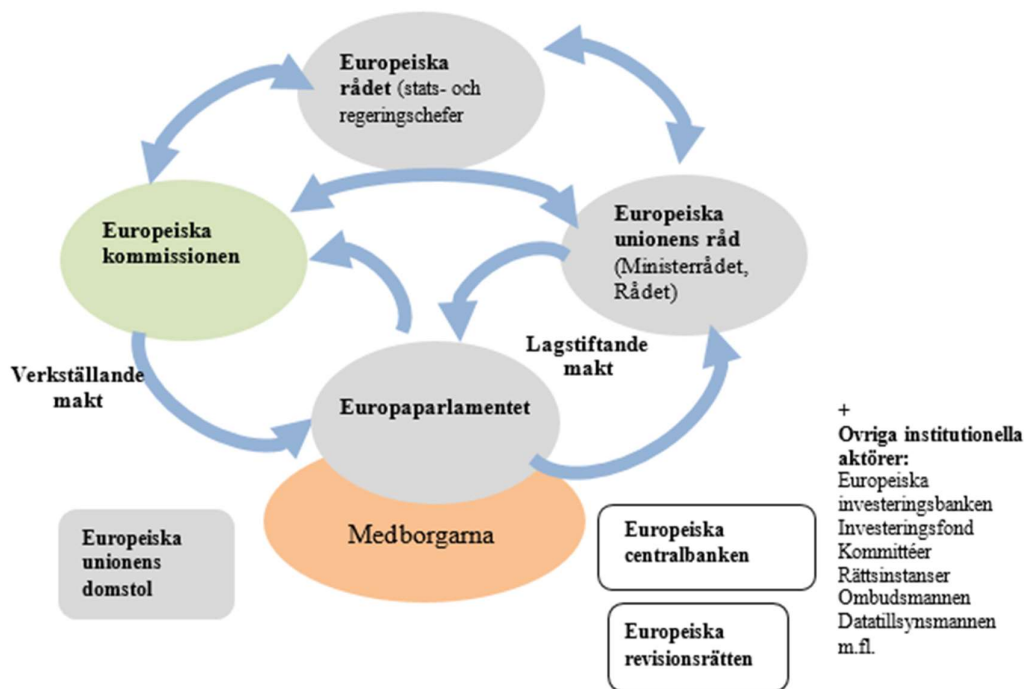 Europeiska
rådet (stats- och
regeringschefer
Europeiska
kommissionen
Europeiska
unionens råd
(Ministerrådet,
Rådet)
Lagstiftande
makt
Verkställande
makt
Europaparlamentet
Medborgarna
Europeiska
unionens
domstol
Europeiska
centralbanken
Europeiska
revisionsrätten
+
Ovriga institutionella
aktörer:
Europeiska
investeringsbanken
Investeringsfond
Kommittéer
Rättsinstanser
Ombudsmannen
Datatillsynsmannen
m.fl.